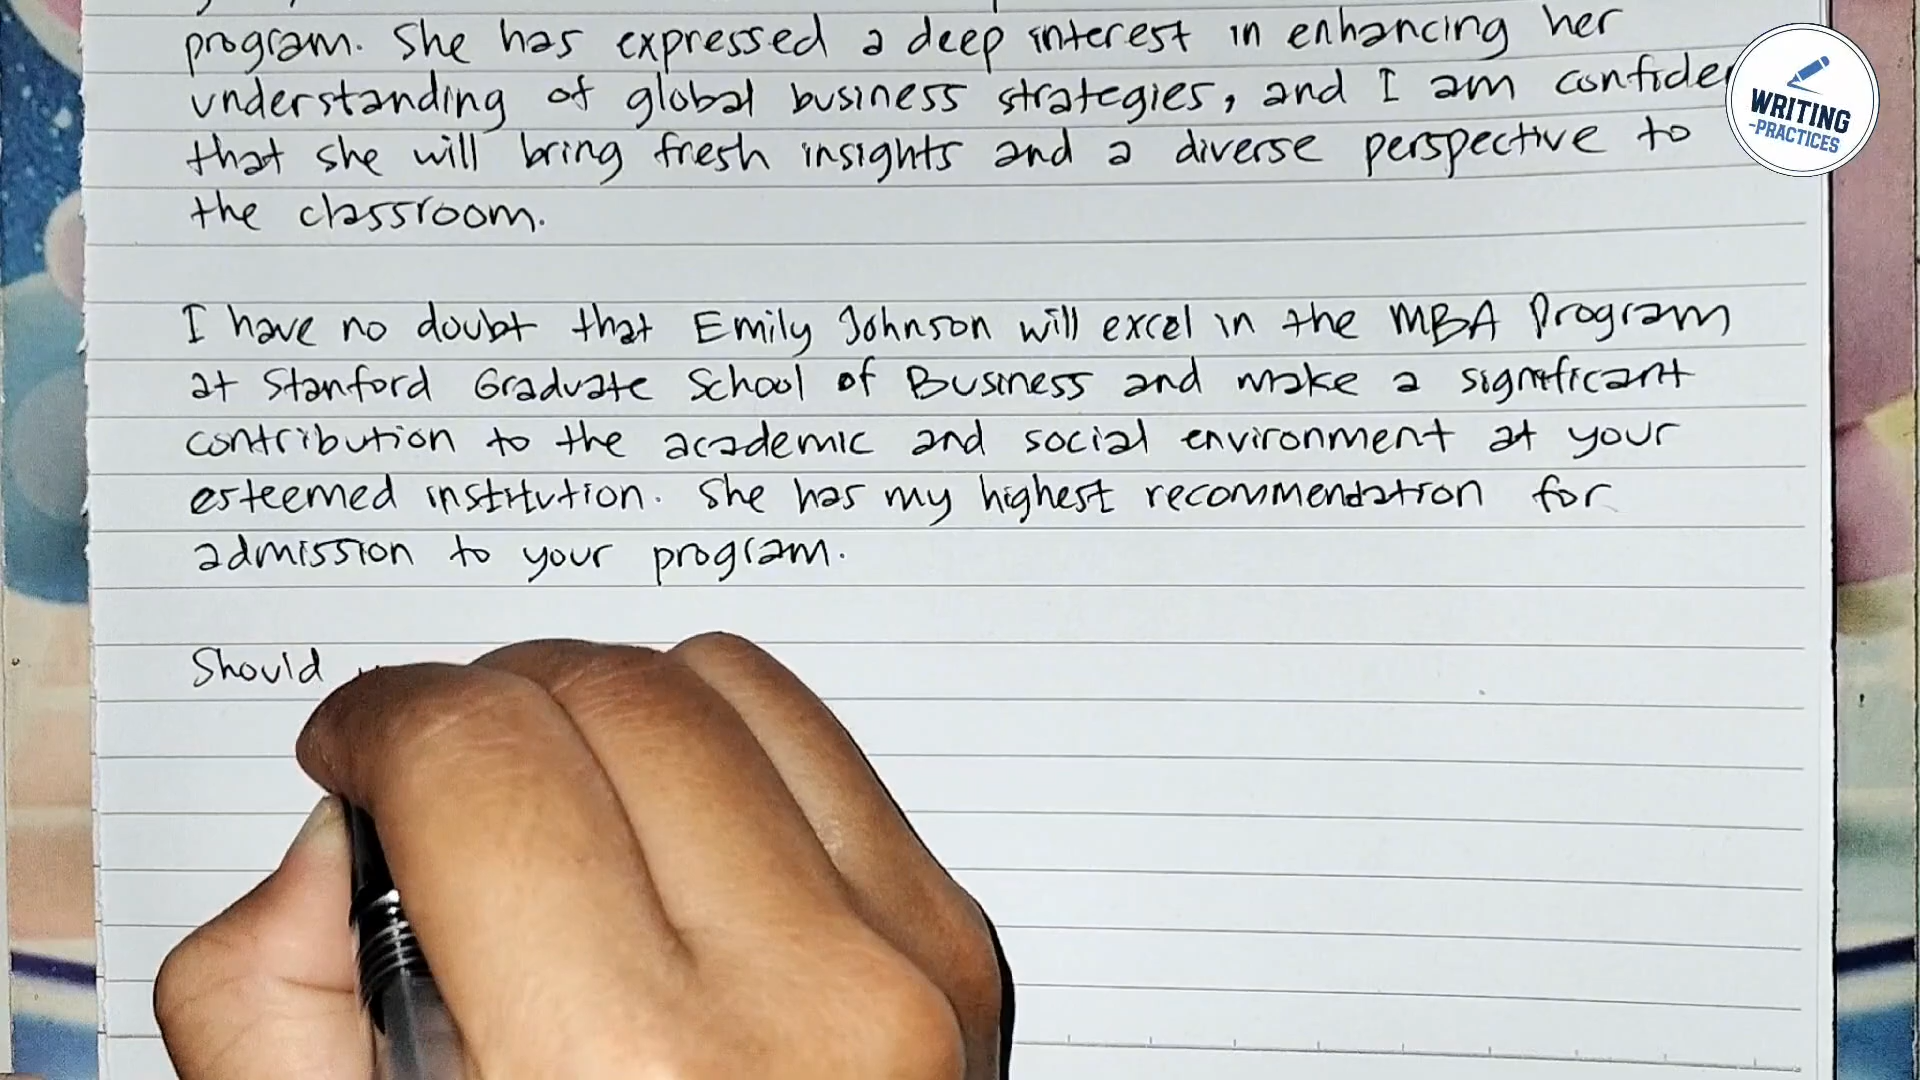 program. She has expressed a deep interest in enhancing her
understanding of global business strategies, and I am confide
that she will bring fresh insights and a diverse perspective to
the classroom.
I have no doubt that Emily Johnson will excel in the MBA Program
at Stanford Graduate School of Business and make a significant
contribution to the academic and social environment at your
esteemed institution. She has my highest recommendation for
admission to your program.
Should
WRITING
-PRACTICES